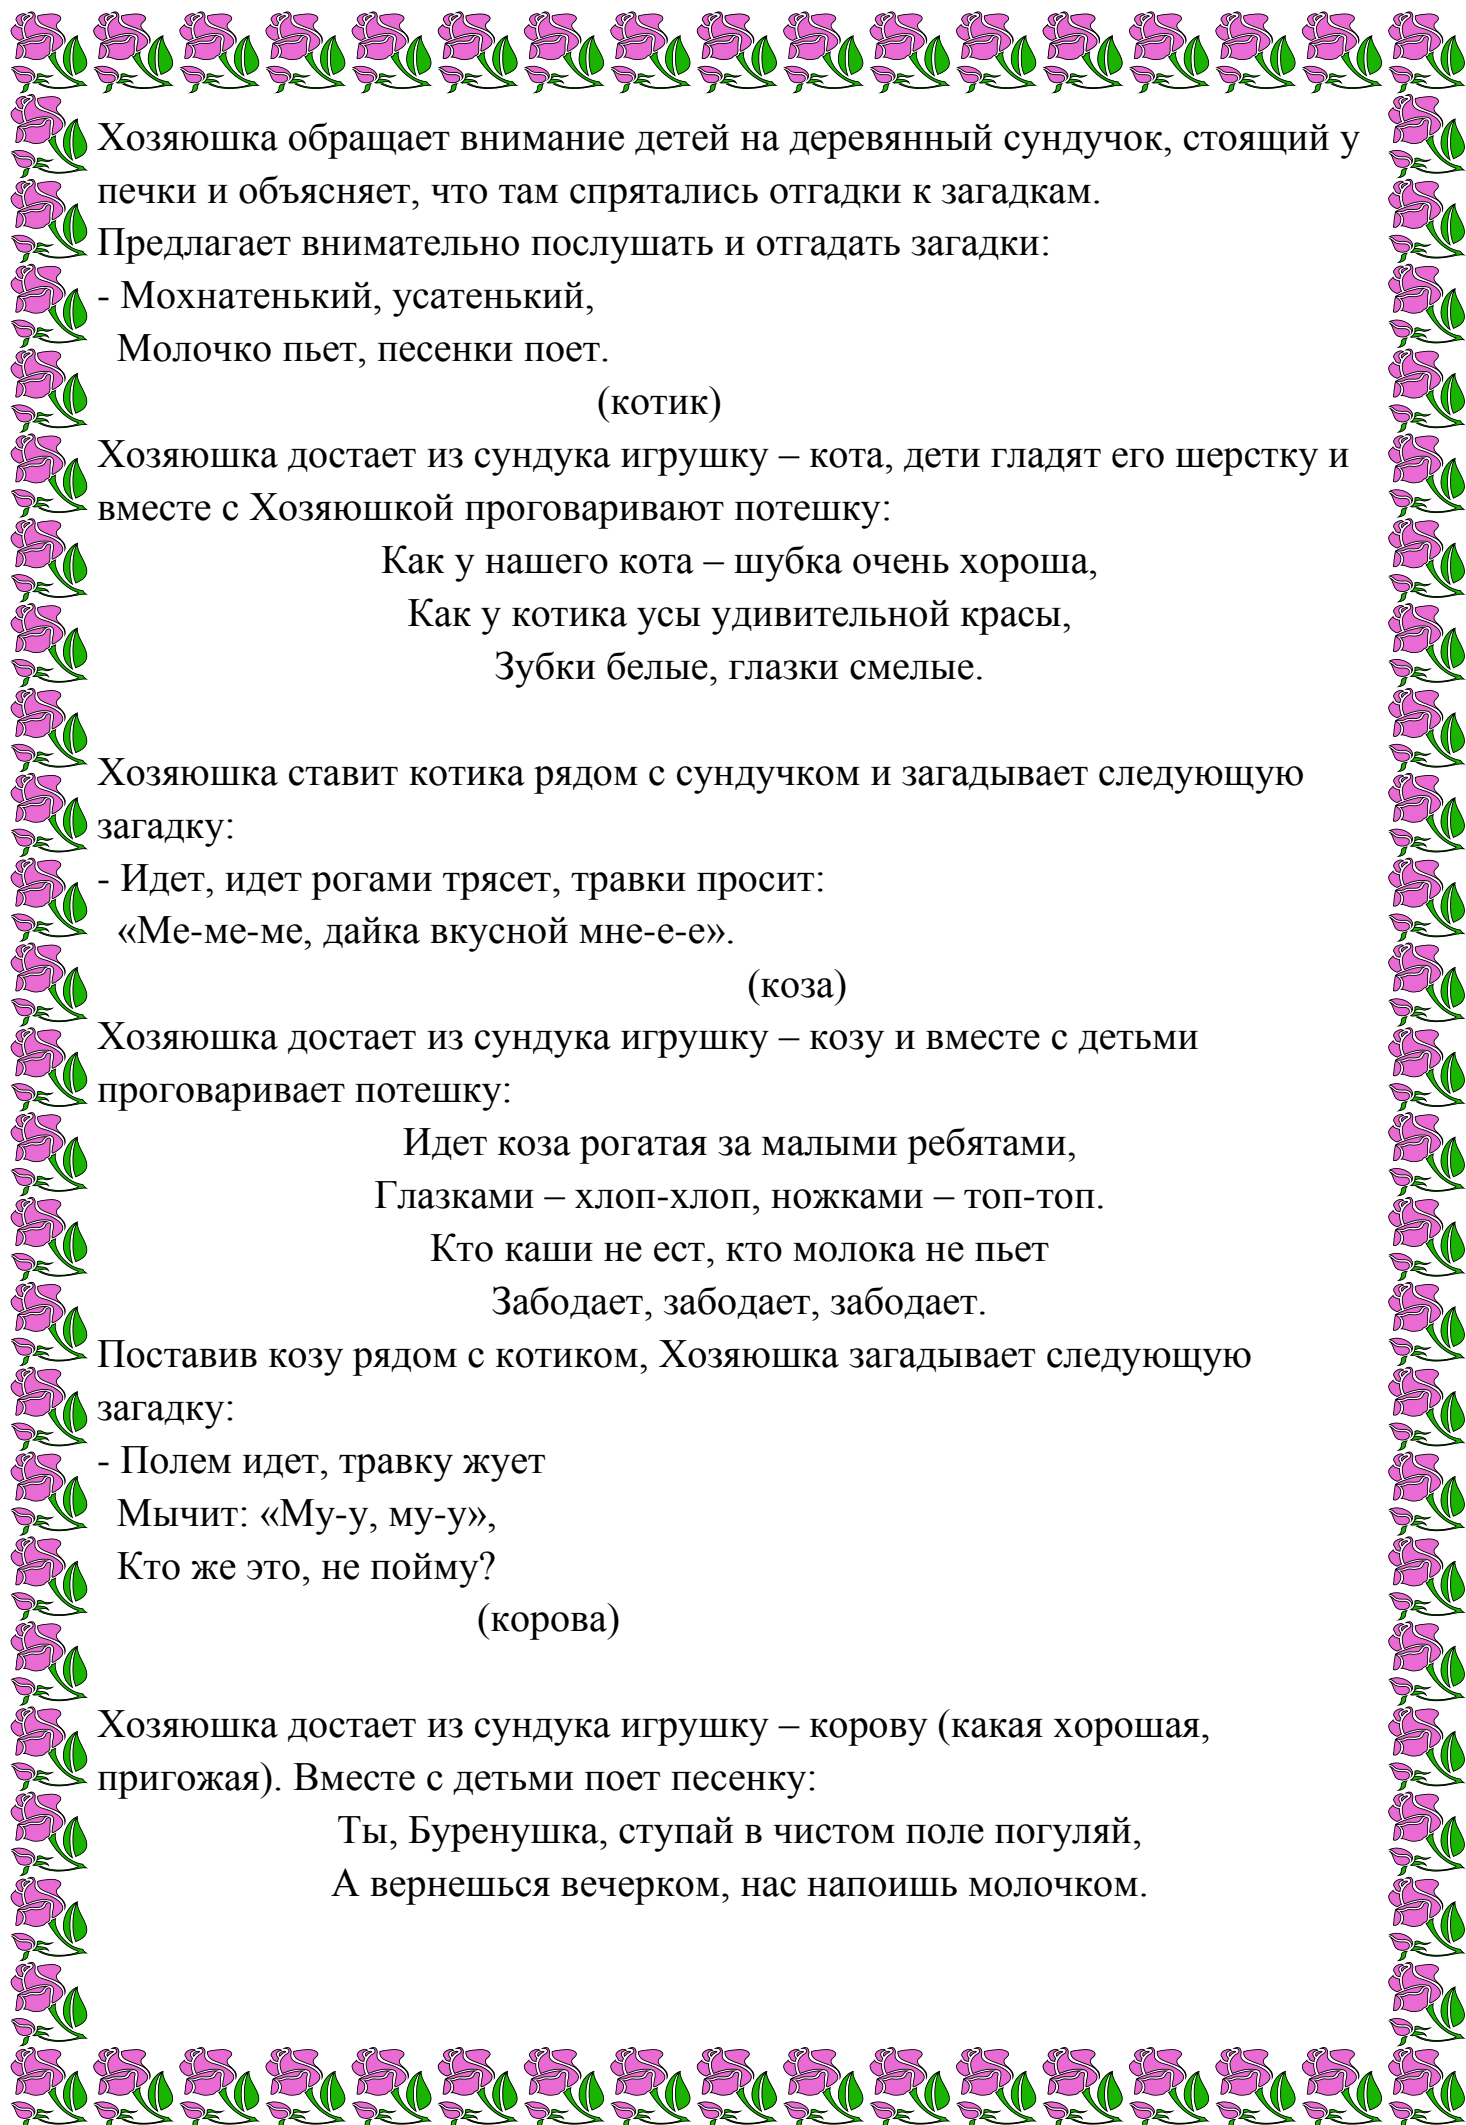 Хозяюшка обращает внимание детей на деревянный сундучок, стоящий у
печки и объясняет, что там спрятались отгадки к загадкам.
Предлагает внимательно послушать и отгадать загадки:
- Мохнатенький, усатенький,
Молочко пьет, песенки поет.
(котик)
Хозяюшка достает из сундука игрушку – кота, дети гладят его шерстку и
вместе с Хозяюшкой проговаривают потешку:
Как у нашего кота – шубка очень хороша,
Как у котика усы удивительной красы,
Зубки белые, глазки смелые.
Хозяюшка ставит котика рядом с сундучком и загадывает следующую
загадку:
- Идет, идет рогами трясет, травки просит:
«Ме-ме-ме, дайка вкусной мне-е-е».
(коза)
Хозяюшка достает из сундука игрушку – козу и вместе с детьми
проговаривает потешку:
Идет коза рогатая за малыми ребятами,
Глазками – хлоп-хлоп, ножками – топ-топ.
Кто каши не ест, кто молока не пьет
Забодает, забодает, забодает.
Поставив козу рядом с котиком, Хозяюшка загадывает следующую
загадку:
- Полем идет, травку жует
Мычит: «Му-у, му-у»,
Кто же это, не пойму?
(корова)
Хозяюшка достает из сундука игрушку – корову (какая хорошая,
пригожая). Вместе с детьми поет песенку:
Ты, Буренушка, ступай в чистом поле погуляй,
А вернешься вечерком, нас напоишь молочком.